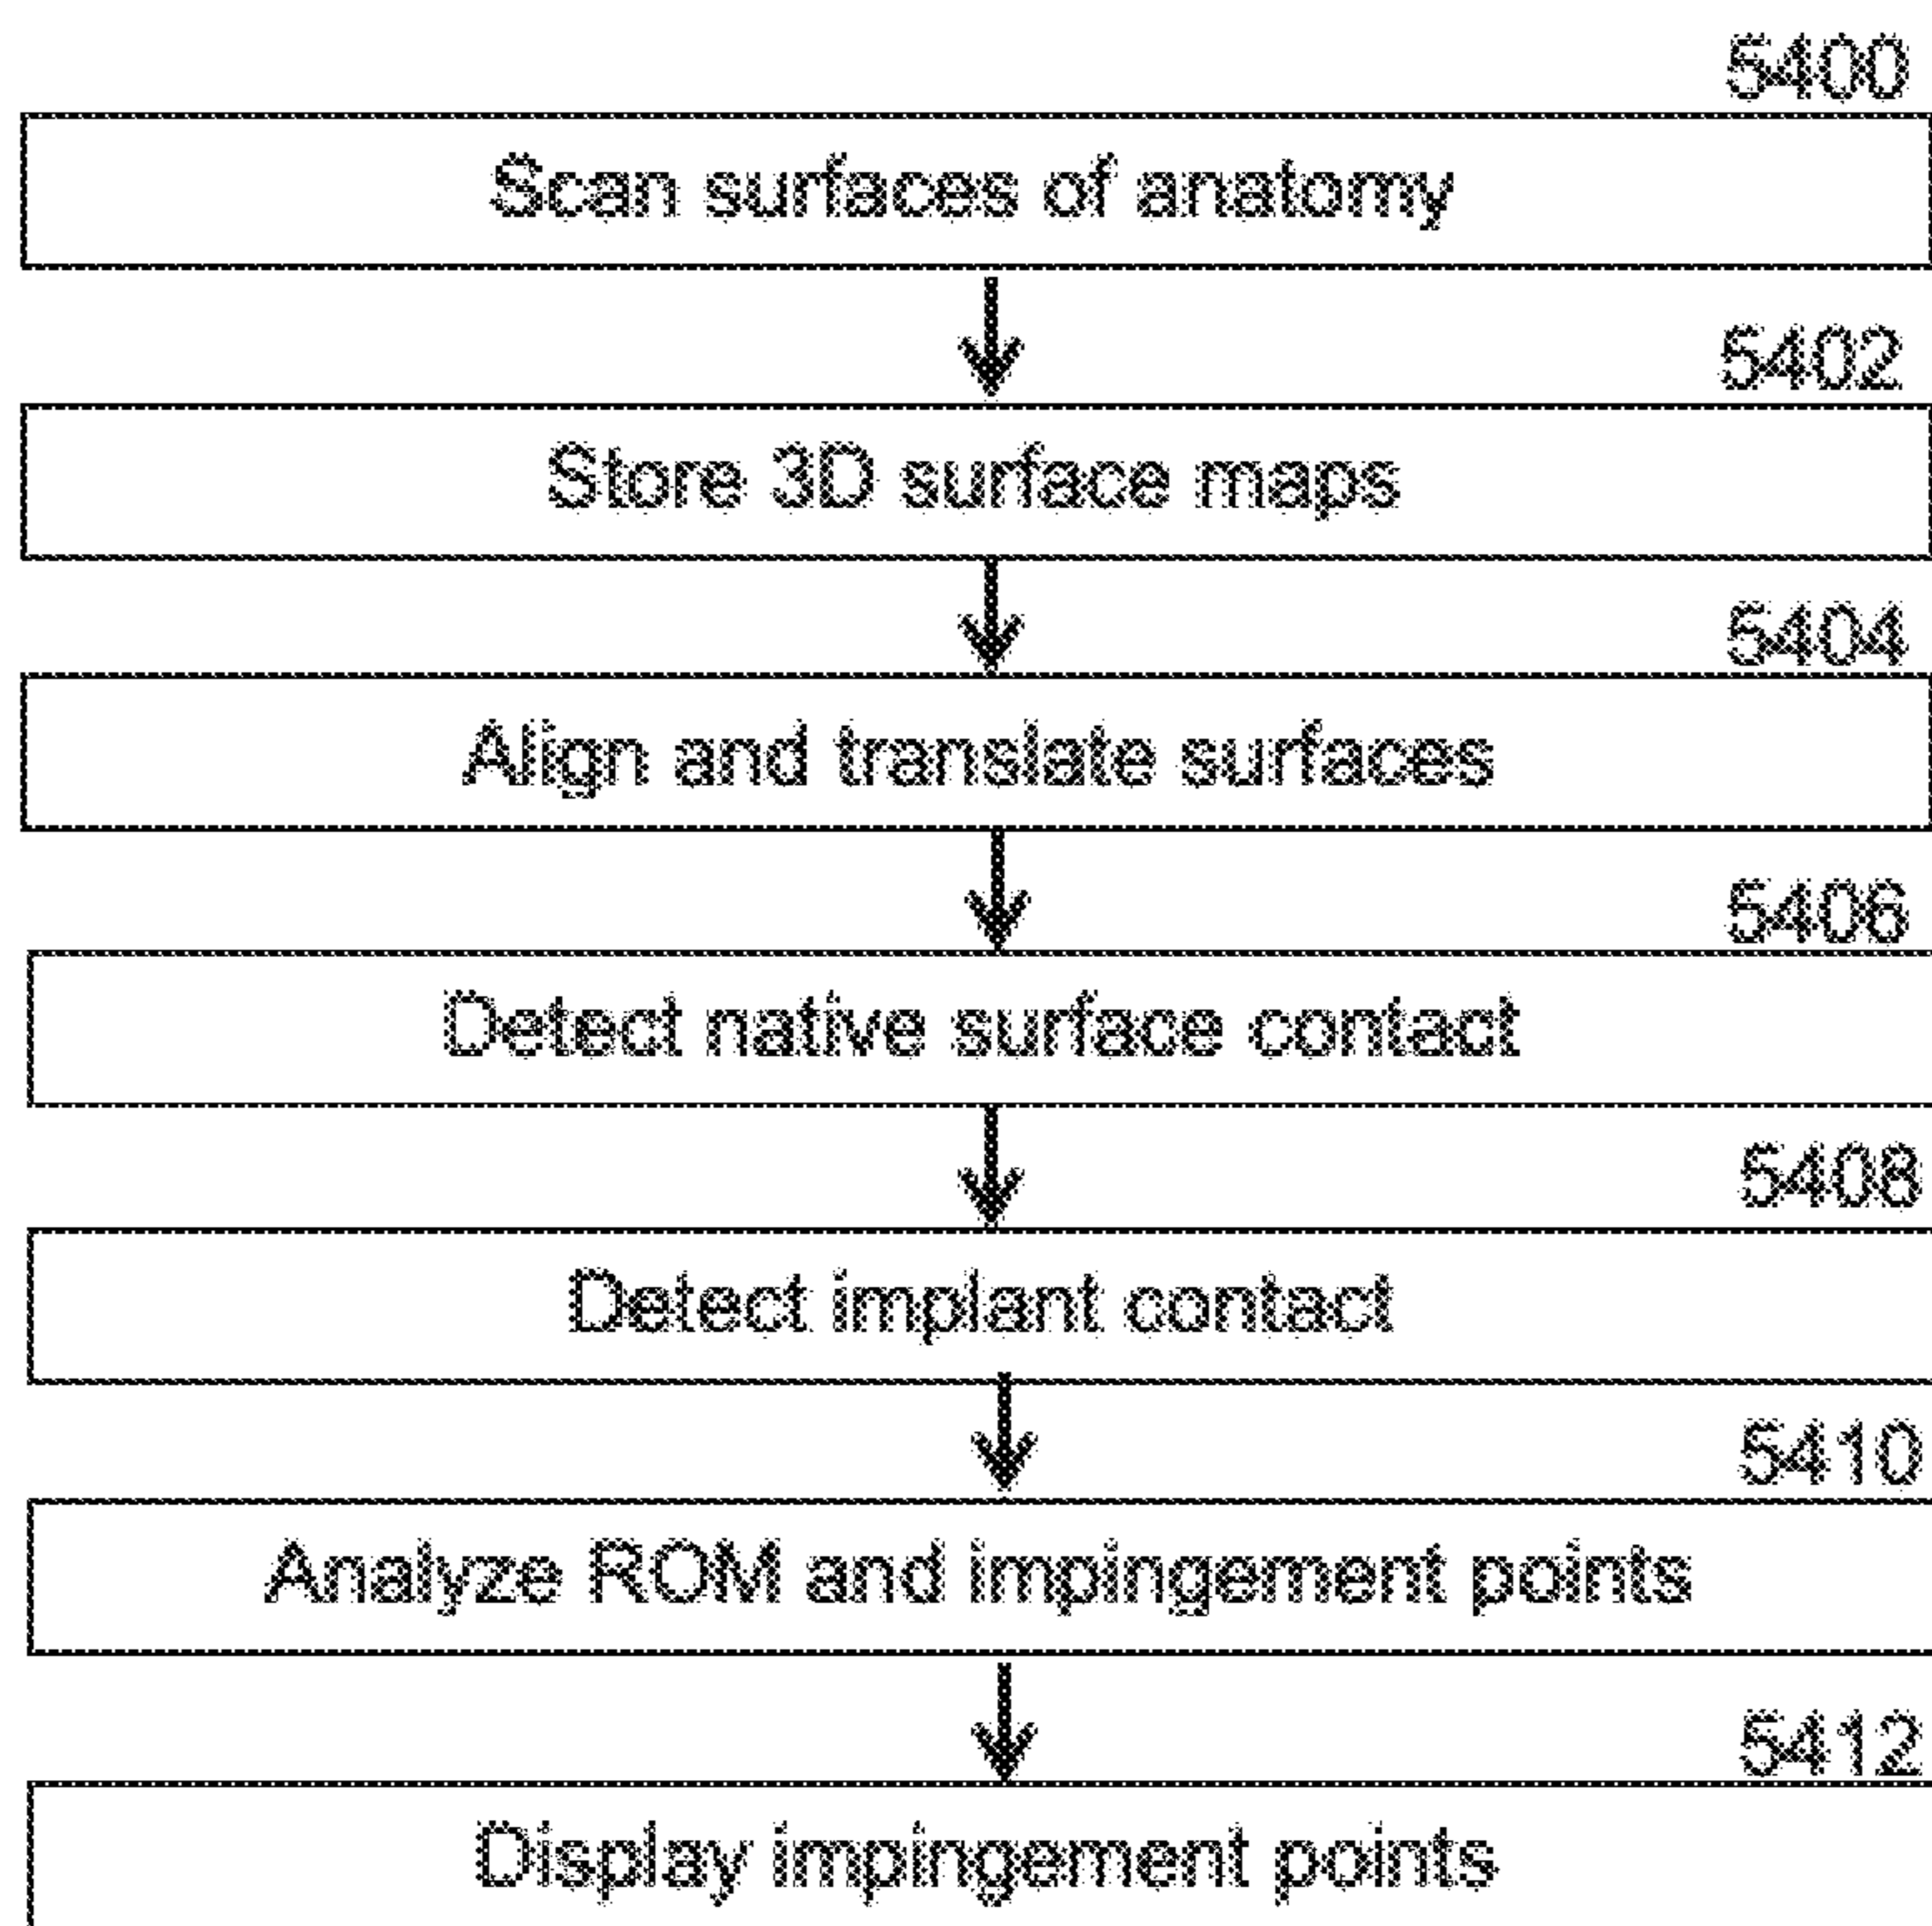 5400
Scan surfaces of anatomy
5402
Store 3D surface maps
5404
Align and translate surfaces
5406
Detect native surface contact
5408
Detect implant contact
5410
Analyze ROM and impingement points
5412
Display impingement points